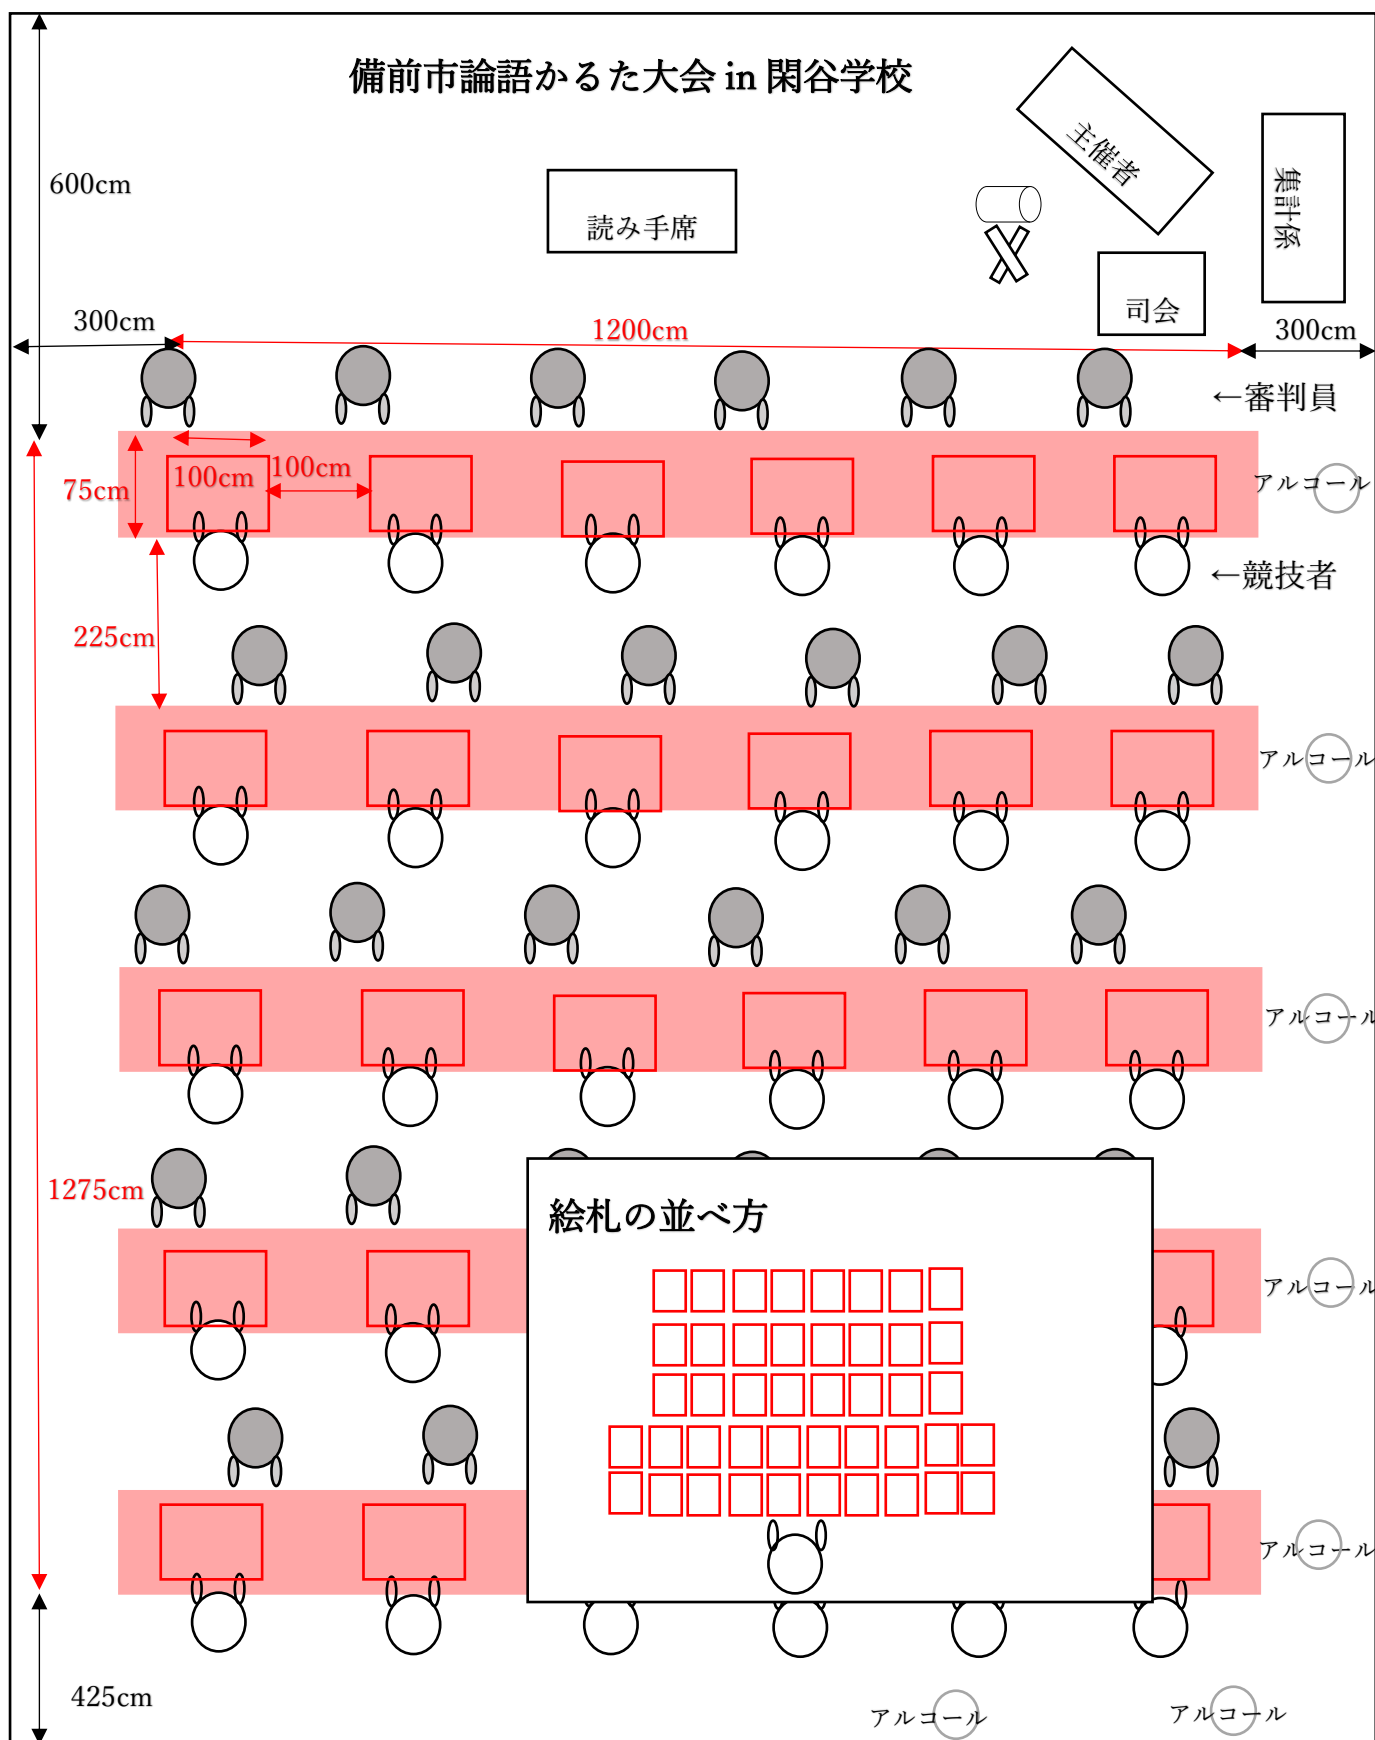 備前市論語かるた大会 in 閑谷学校
主催者
集計係
600cm
読み手席
司会
300cm
1200cm
300cm
←審判員
75cm
100cm
100cm
アルコール
←競技者
225cm
アルコール
アルコール
1275cm
絵札の並べ方
アルコール
アルコール
425cm
アルコール
アルコール